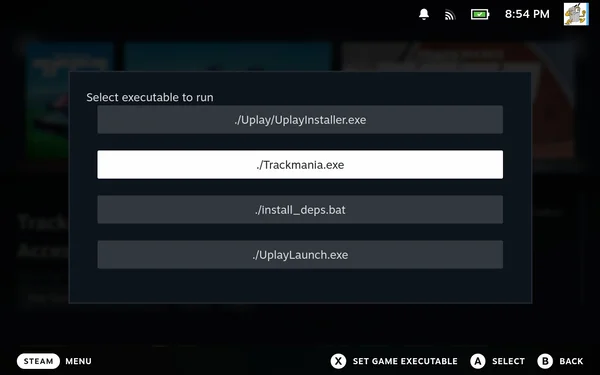 8:54 PM
Select executable to run
./Uplay/UplayInstaller.exe
./Trackmania.exe
./install_deps.bat
./UplayLaunch.exe
STEAM MENU X SET GAME EXECUTABLE A SELECT B BACK